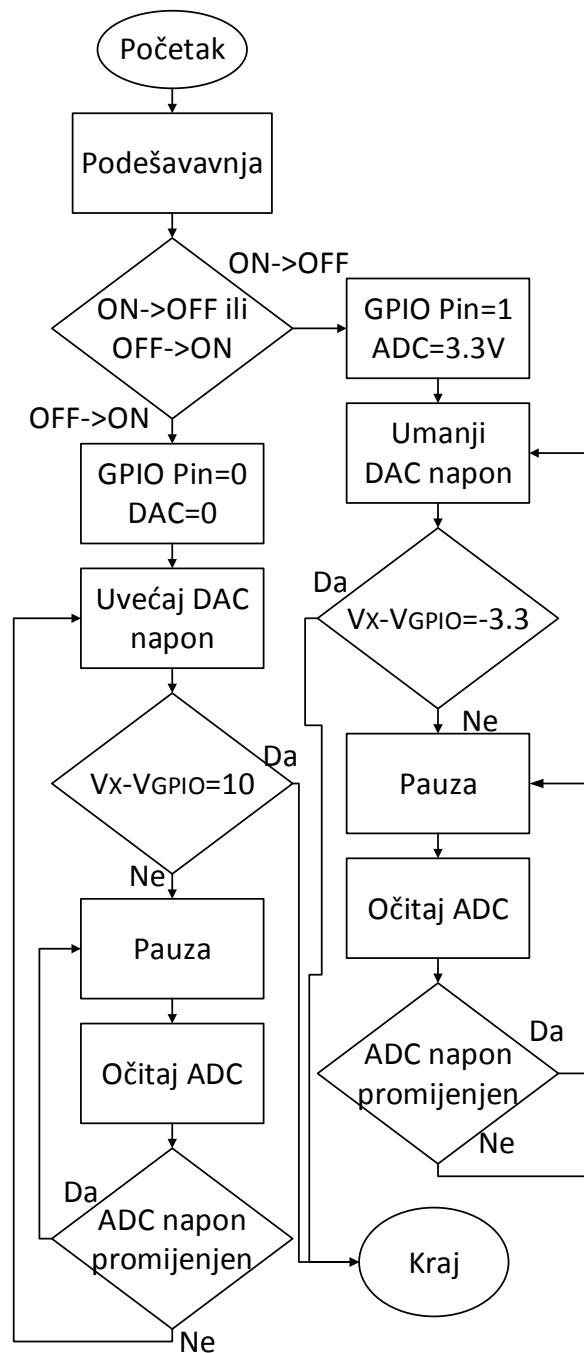 Početak
Podešavavnja
ON->OFF ili
OFF->ON
ON->OFF
GPIO Pin=1
ADC=3.3V
Umanji
DAC napon
Da
VX-VGPIO=-3.3
Ne
Pauza
Očitaj ADC
ADC napon
promijenjen
Da
Ne
OFF->ON
GPIO Pin=0
DAC=0
Uvećaj DAC
napon
VX-VGPIO=10
Da
Ne
Pauza
Očitaj ADC
ADC napon
promijenjen
Da
Ne
Kraj